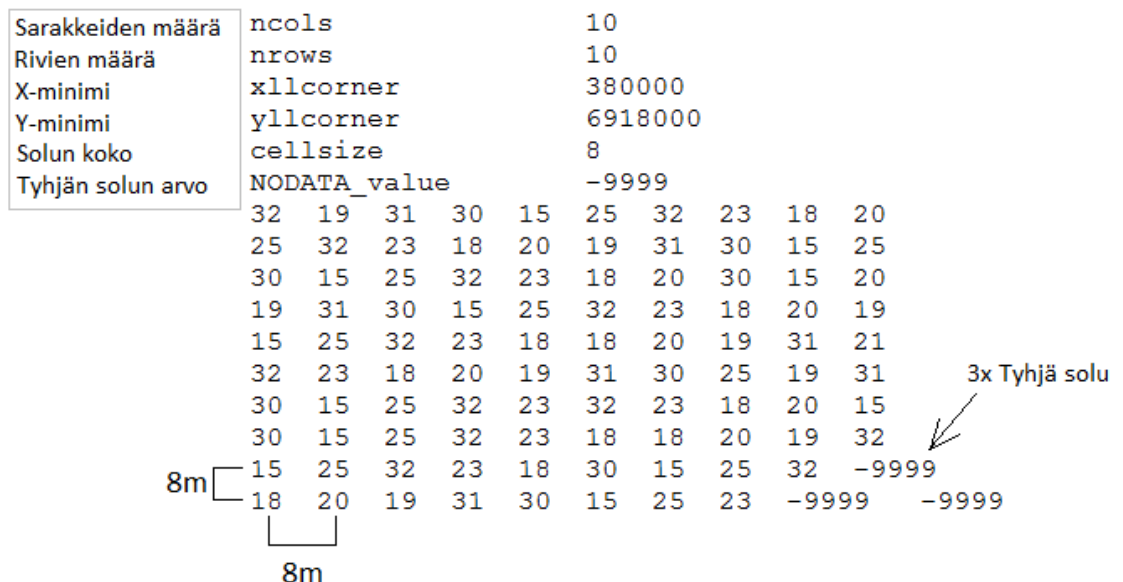 Sarakkeiden määrä ncols 10
Rivien määrä nrows 10
X-minimi xllcorner 380000
Y-minimi yllcorner 6918000
Solun koko cellsize 8
Tyhjän solun arvo NODATA_value -9999
32 19 31 30 15 25 32 23 18 20
25 32 23 18 20 19 31 30 15 25
30 15 25 32 23 18 20 30 15 20
19 31 30 15 25 32 23 18 20 19
15 25 32 23 18 18 20 19 31 21
32 23 18 20 19 31 30 25 19 31 3x Tyhjä solu
30 15 25 32 23 32 23 18 20 15
30 15 25 32 23 18 18 20 19 32
15 25 32 23 18 30 15 25 32 -9999
8m
18 20 19 31 30 15 25 23 -9999 -9999
8m